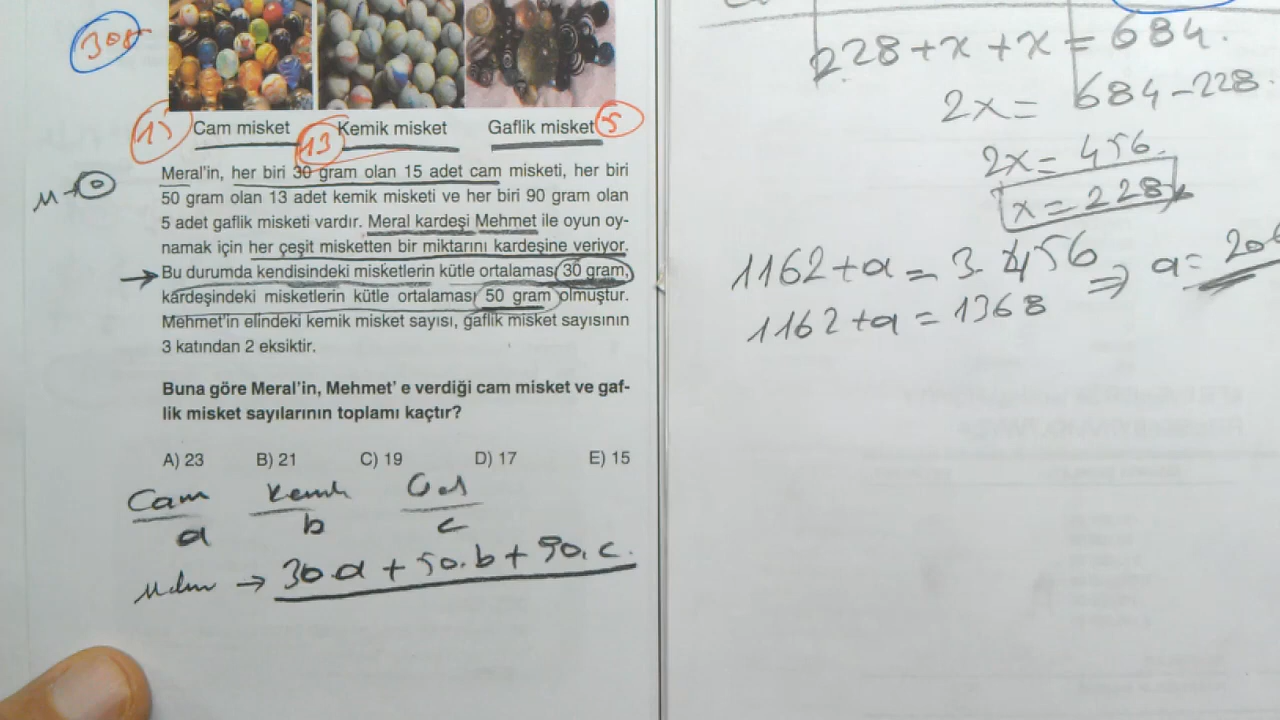 30gr
15 Cam misket 13 Kemik misket Gaflik misket 5
Meral'in, her biri 30 gram olan 15 adet cam misketi, her biri
50 gram olan 13 adet kemik misketi ve her biri 90 gram olan
5 adet gaflik misketi vardır. Meral kardeşi Mehmet ile oyun oy-
namak için her çeşit misketten bir miktarını kardeşine veriyor.
Bu durumda kendisindeki misketlerin kütle ortalaması 30 gram,
kardeşindeki misketlerin kütle ortalaması 50 gram olmuştur.
Mehmet'in elindeki kemik misket sayısı, gaflik misket sayısının
3 katından 2 eksiktir.
Buna göre Meral'in, Mehmet' e verdiği cam misket ve gaf-
lik misket sayılarının toplamı kaçtır?
A) 23 B) 21 C) 19 D) 17 E) 15
Cam Kemik
a b c
→ 30.a + 50.b + 90.c.
228 + x + x = 684.
2x = 684 - 228.
2x = 456.
x = 228
1162 + a = 3. 456 ⇒ a =
1162 + a = 1368